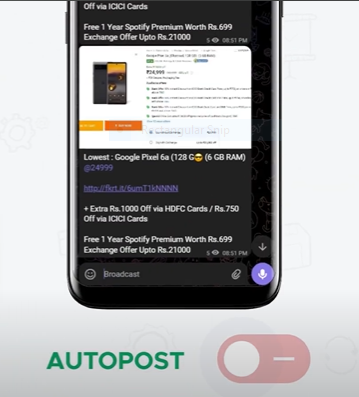 Off via ICICI Cards
Free 1 Year Spotify Premium Worth Rs.699
Exchange Offer Upto Rs.21000
5 08:51 PM
₹24,999
Lowest : Google Pixel 6a (128 G😎 (6 GB RAM)
@24999
http://fkrt.it/6umT1kNNNN
+ Extra Rs.1000 Off via HDFC Cards / Rs.750
Off via ICICI Cards
Free 1 Year Spotify Premium Worth Rs.699
Exchange Offer Upto Rs.21000
5 08:51 PM
Broadcast
AUTOPOST